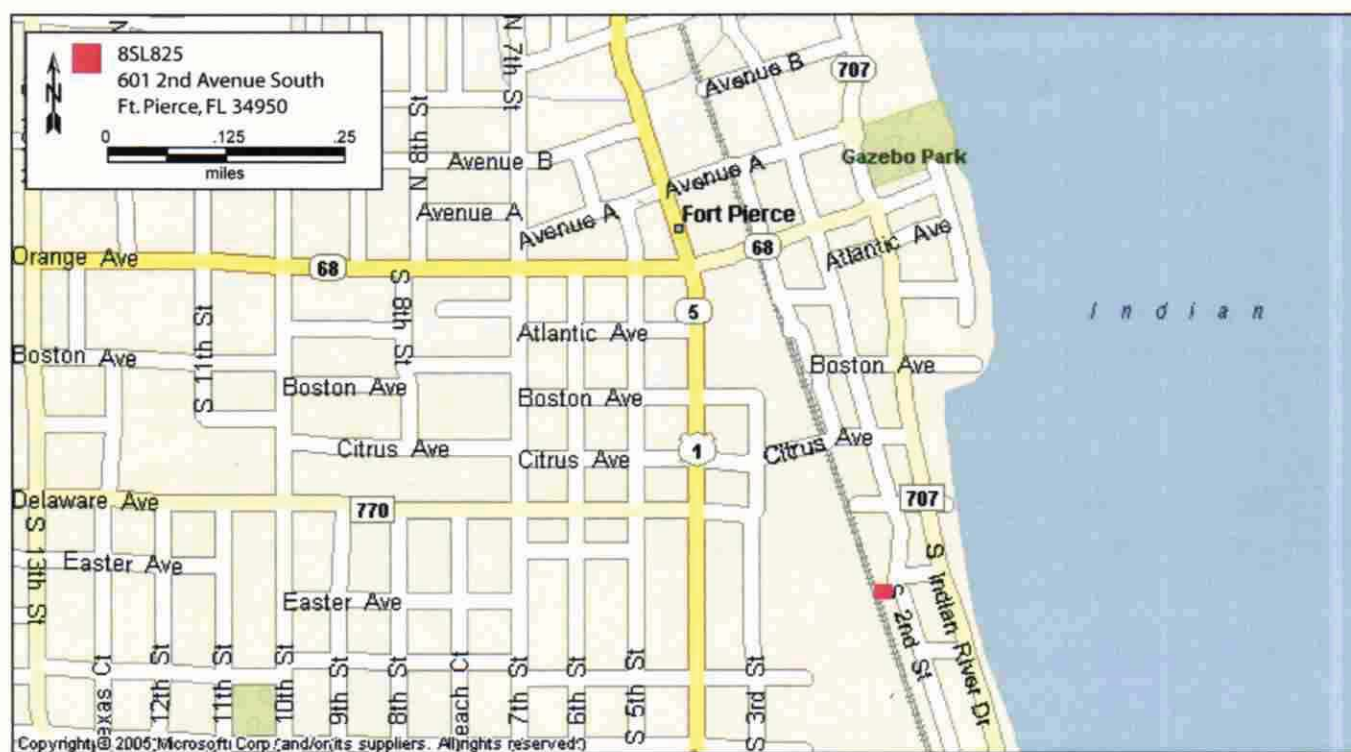 8SL825
601 2nd Avenue South
Ft. Pierce, FL 34950
N
0 .125 .25
miles
N
N 7th St
N 8th St
Avenue B
707
Avenue B
Gazebo Park
Avenue A
Avenue A
Avenue A
Fort Pierce
68
Atlantic Ave
Orange Ave
68
S 8th St
5
Indian
S 11th St
Atlantic Ave
Boston Ave
Boston Ave
Boston Ave
Boston Ave
Citrus Ave
Citrus Ave
1
Citrus Ave
Delaware Ave
770
707
S 13th St
Easter Ave
Easter Ave
S 2nd St
S Indian River Dr
exas Ct
12th St
11th St
10th St
9th St
8th St
each Ct
7th St
6th St
S 5th St
S 3rd St
Copyright © 2005 Microsoft Corp. and/or its suppliers. All rights reserved.